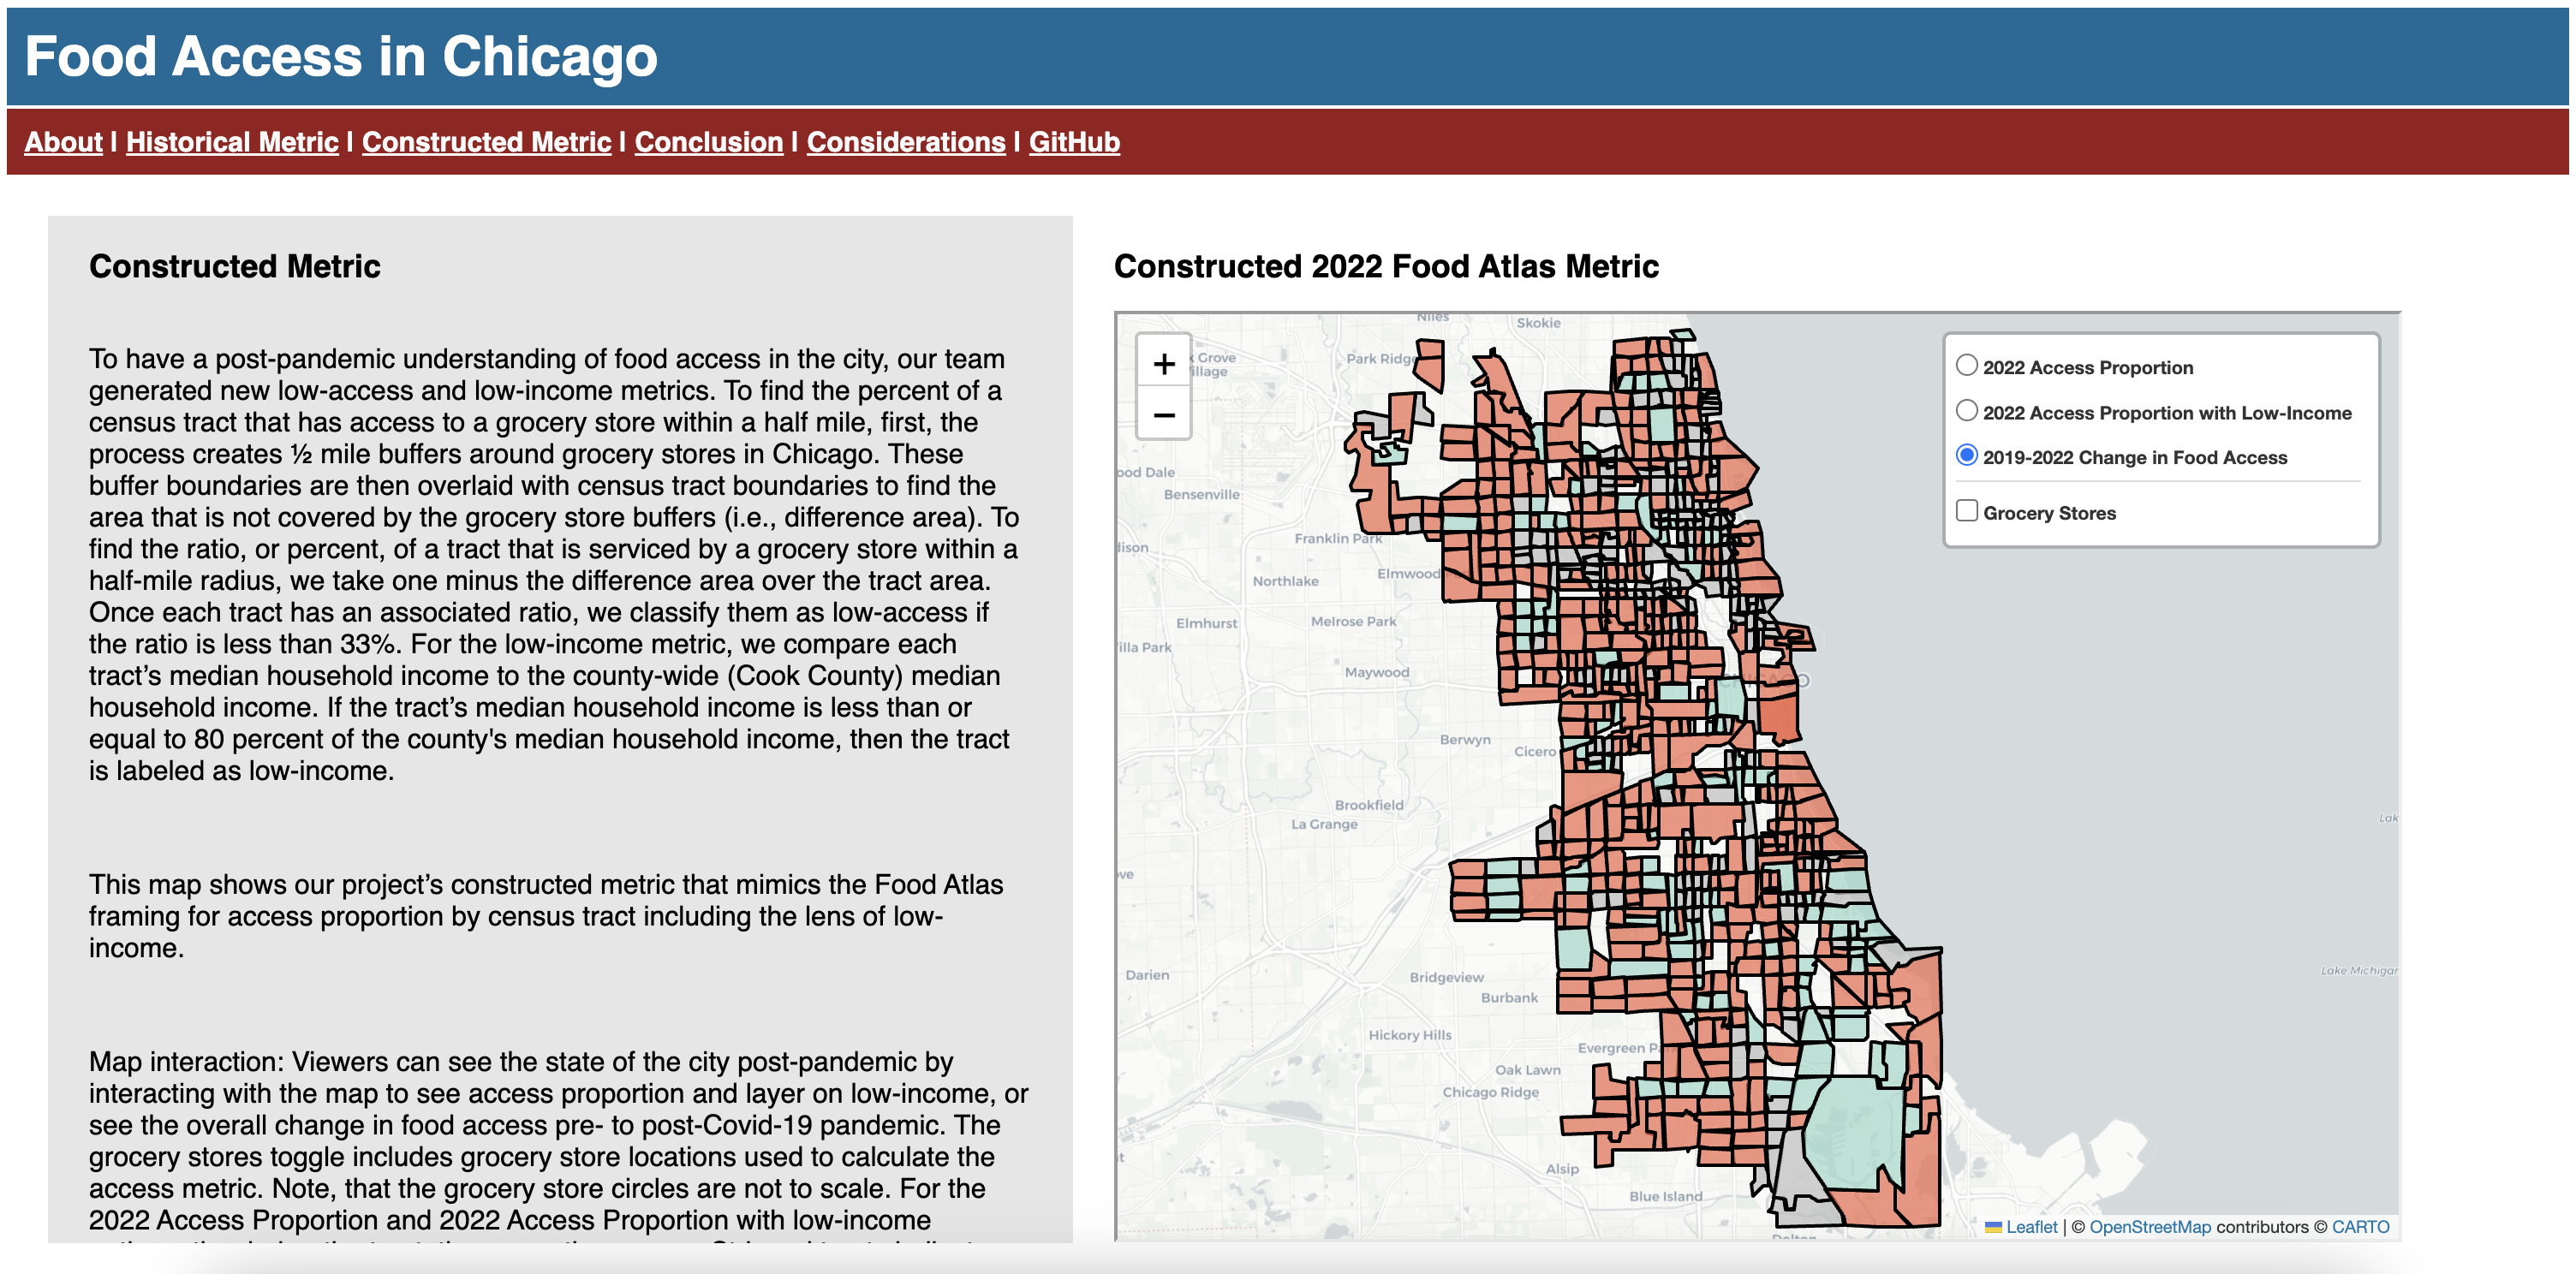 Food Access in Chicago
About | Historical Metric | Constructed Metric | Conclusion | Considerations | GitHub
Constructed Metric
To have a post-pandemic understanding of food access in the city, our team
generated new low-access and low-income metrics. To find the percent of a
census tract that has access to a grocery store within a half mile, first, the
process creates ½ mile buffers around grocery stores in Chicago. These
buffer boundaries are then overlaid with census tract boundaries to find the
area that is not covered by the grocery store buffers (i.e., difference area). To
find the ratio, or percent, of a tract that is serviced by a grocery store within a
half-mile radius, we take one minus the difference area over the tract area.
Once each tract has an associated ratio, we classify them as low-access if
the ratio is less than 33%. For the low-income metric, we compare each
tract’s median household income to the county-wide (Cook County) median
household income. If the tract’s median household income is less than or
equal to 80 percent of the county's median household income, then the tract
is labeled as low-income.
This map shows our project’s constructed metric that mimics the Food Atlas
framing for access proportion by census tract including the lens of low-
income.
Map interaction: Viewers can see the state of the city post-pandemic by
interacting with the map to see access proportion and layer on low-income, or
see the overall change in food access pre- to post-Covid-19 pandemic. The
grocery stores toggle includes grocery store locations used to calculate the
access metric. Note, that the grocery store circles are not to scale. For the
2022 Access Proportion and 2022 Access Proportion with low-income
Constructed 2022 Food Atlas Metric
+
−
2022 Access Proportion
2022 Access Proportion with Low-Income
2019-2022 Change in Food Access
Grocery Stores
Niles
Skokie
k Grove
Village
Park Ridge
ood Dale
Bensenville
Franklin Park
dison
Northlake
Elmwood
Elmhurst
Melrose Park
illa Park
Maywood
CHICAGO
Berwyn
Cicero
Brookfield
La Grange
Lak
ve
Darien
Bridgeview
Lake Michigan
Burbank
Hickory Hills
Evergreen P
Oak Lawn
Chicago Ridge
t
Alsip
Blue Island
Dolton
Leaflet | © OpenStreetMap contributors © CARTO